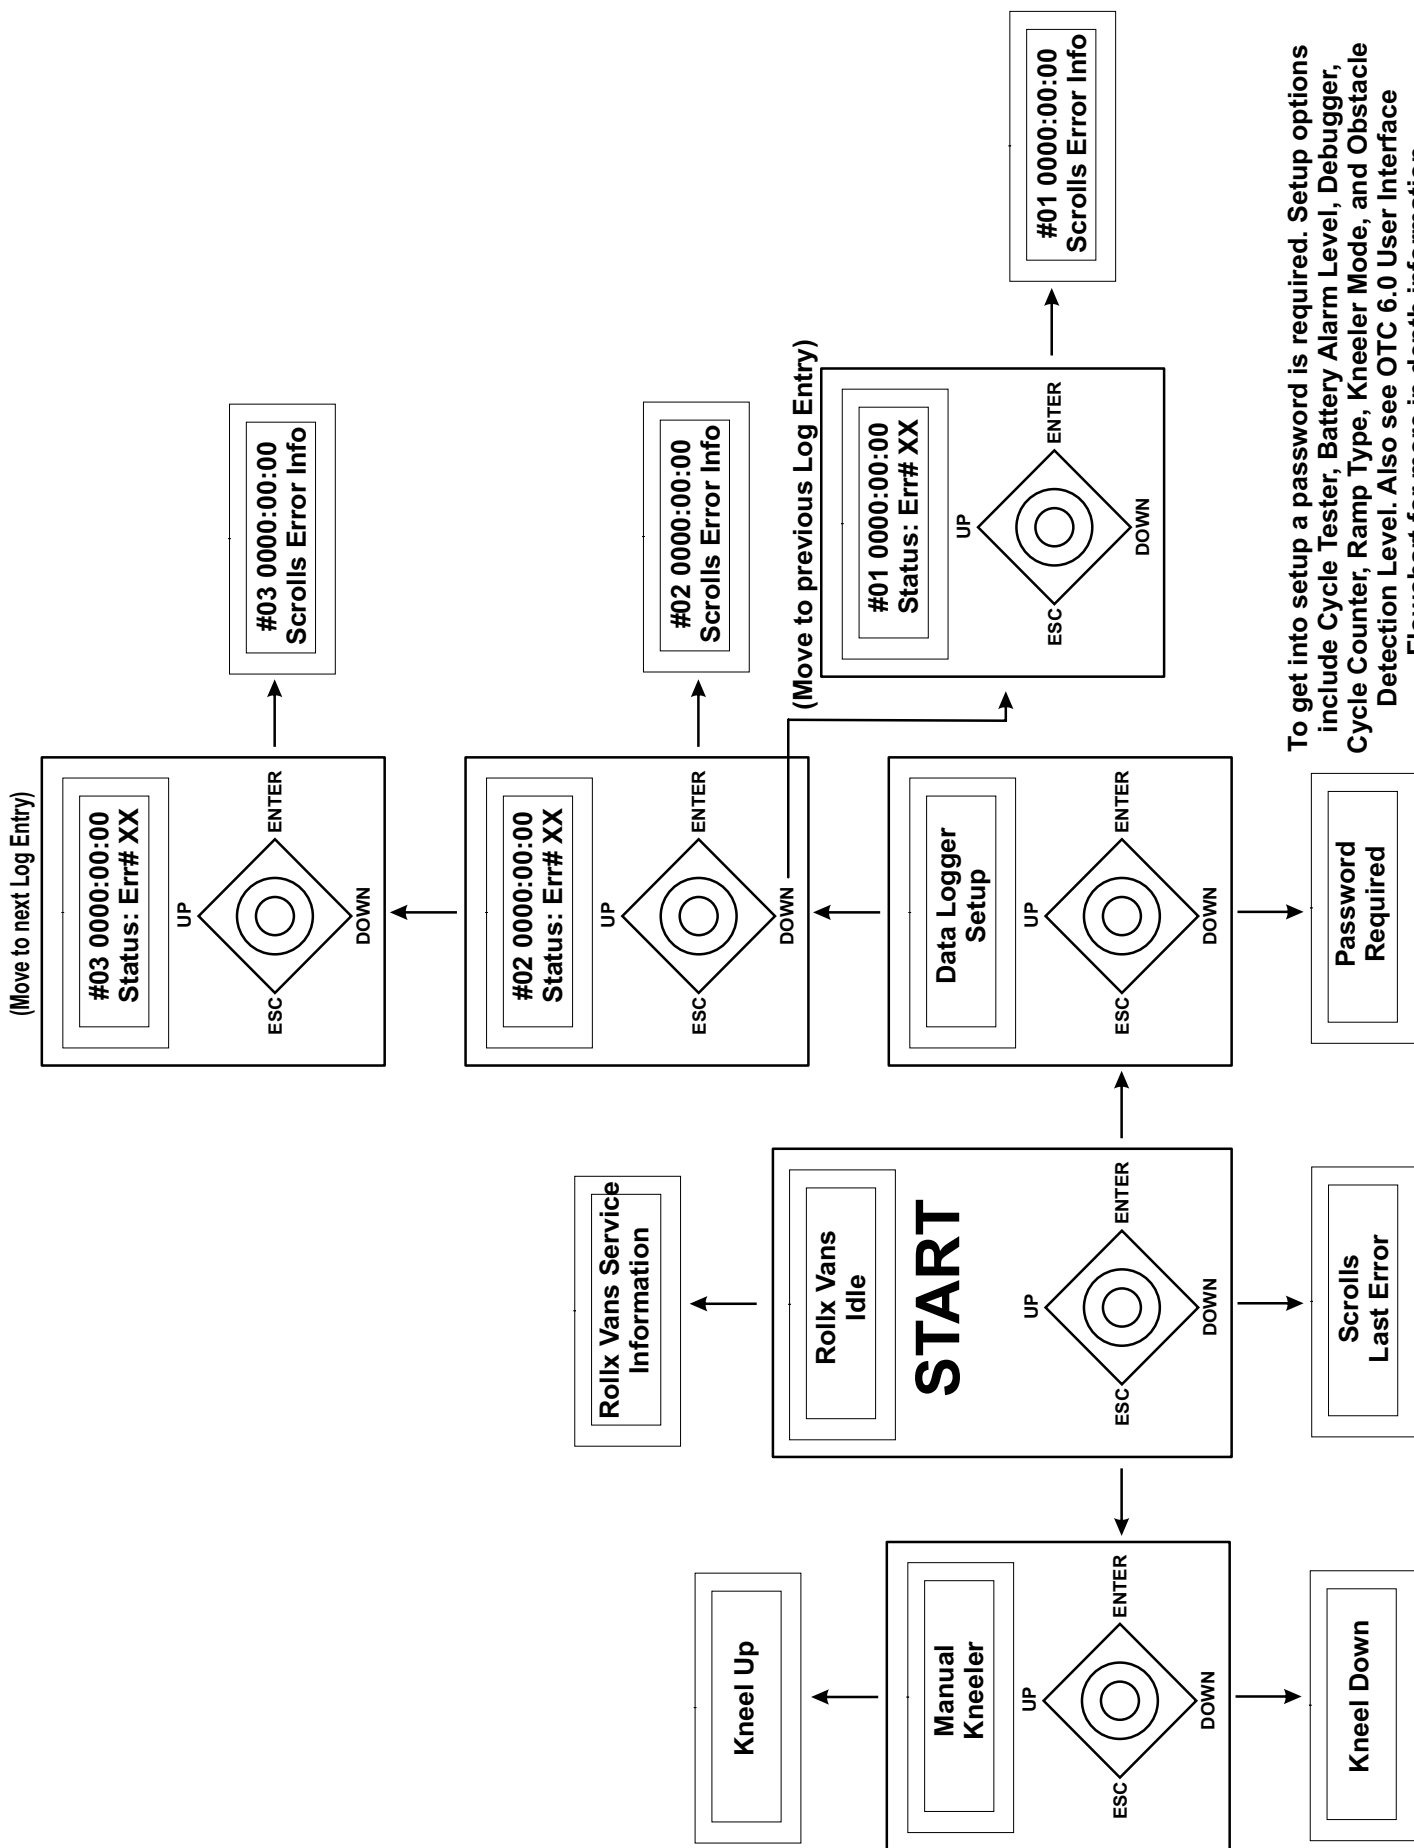 (Move to next Log Entry)
#03 0000:00:00
Status: Err# XX
UP
ESC
ENTER
DOWN
#03 0000:00:00
Scrolls Error Info
#02 0000:00:00
Status: Err# XX
UP
ESC
ENTER
DOWN
#02 0000:00:00
Scrolls Error Info
(Move to previous Log Entry)
#01 0000:00:00
Status: Err# XX
UP
ESC
ENTER
DOWN
#01 0000:00:00
Scrolls Error Info
Rollx Vans Service
Information
Kneel Up
Rollx Vans
Idle
START
UP
ESC
ENTER
DOWN
Manual
Kneeler
UP
ESC
ENTER
DOWN
Data Logger
Setup
UP
ESC
ENTER
DOWN
Kneel Down
Scrolls
Last Error
Password
Required
To get into setup a password is required. Setup options
include Cycle Tester, Battery Alarm Level, Debugger,
Cycle Counter, Ramp Type, Kneeler Mode, and Obstacle
Detection Level. Also see OTC 6.0 User Interface
Flowchart for more in depth information